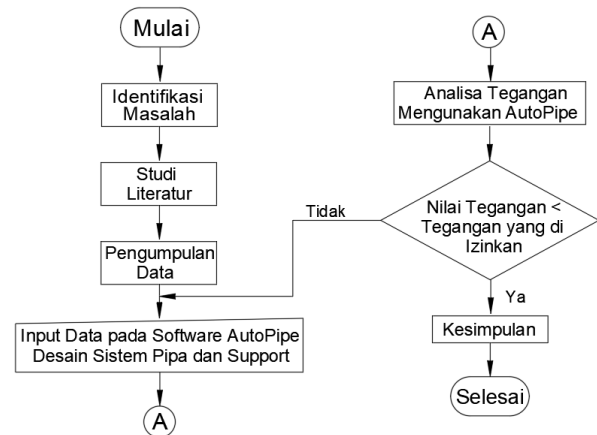 Mulai
Identifikasi
Masalah
Studi
Literatur
Pengumpulan
Data
Input Data pada Software AutoPipe
Desain Sistem Pipa dan Support
A
A
Analisa Tegangan
Mengunakan AutoPipe
Nilai Tegangan <
Tegangan yang di
Izinkan
Tidak
Ya
Kesimpulan
Selesai